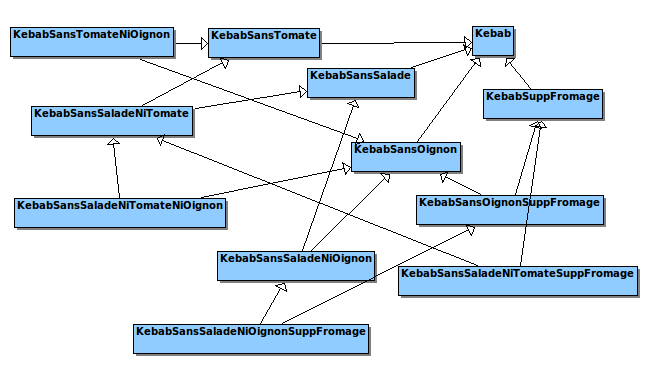 KebabSansTomateNiOignon
KebabSansTomate
Kebab
KebabSansSalade
KebabSuppFromage
KebabSansSaladeNiTomate
KebabSansOignon
KebabSansSaladeNiTomateNiOignon
KebabSansOignonSuppFromage
KebabSansSaladeNiOignon
KebabSansSaladeNiTomateSuppFromage
KebabSansSaladeNiOignonSuppFromage